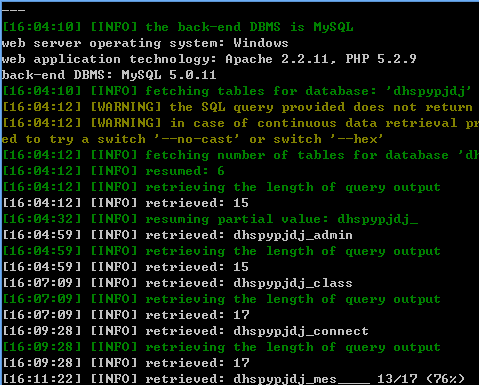 ---
[16:04:10] [INFO] the back-end DBMS is MySQL
web server operating system: Windows
web application technology: Apache 2.2.11, PHP 5.2.9
back-end DBMS: MySQL 5.0.11
[16:04:10] [INFO] fetching tables for database: 'dhspypjdj'
[16:04:12] [WARNING] the SQL query provided does not return
[16:04:12] [WARNING] in case of continuous data retrieval pr
ed to try a switch '--no-cast' or switch '--hex'
[16:04:12] [INFO] fetching number of tables for database 'dh
[16:04:12] [INFO] resumed: 6
[16:04:12] [INFO] retrieving the length of query output
[16:04:12] [INFO] retrieved: 15
[16:04:32] [INFO] resuming partial value: dhspypjdj_
[16:04:59] [INFO] retrieved: dhspypjdj_admin
[16:04:59] [INFO] retrieving the length of query output
[16:04:59] [INFO] retrieved: 15
[16:07:09] [INFO] retrieved: dhspypjdj_class
[16:07:09] [INFO] retrieving the length of query output
[16:07:09] [INFO] retrieved: 17
[16:09:28] [INFO] retrieved: dhspypjdj_connect
[16:09:28] [INFO] retrieving the length of query output
[16:09:28] [INFO] retrieved: 17
[16:11:22] [INFO] retrieved: dhspypjdj_mes____ 13/17 (76%)